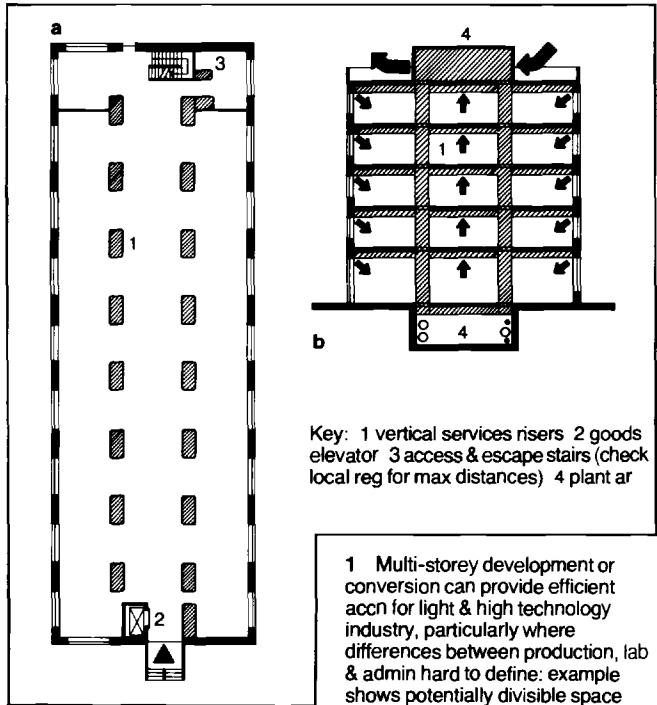 a
3
1
2
4
1
4
b
Key: 1 vertical services risers 2 goods
elevator 3 access & escape stairs (check
local reg for max distances) 4 plant ar
1 Multi-storey development or
conversion can provide efficient
accn for light & high technology
industry, particularly where
differences between production, lab
& admin hard to define: example
shows potentially divisible space